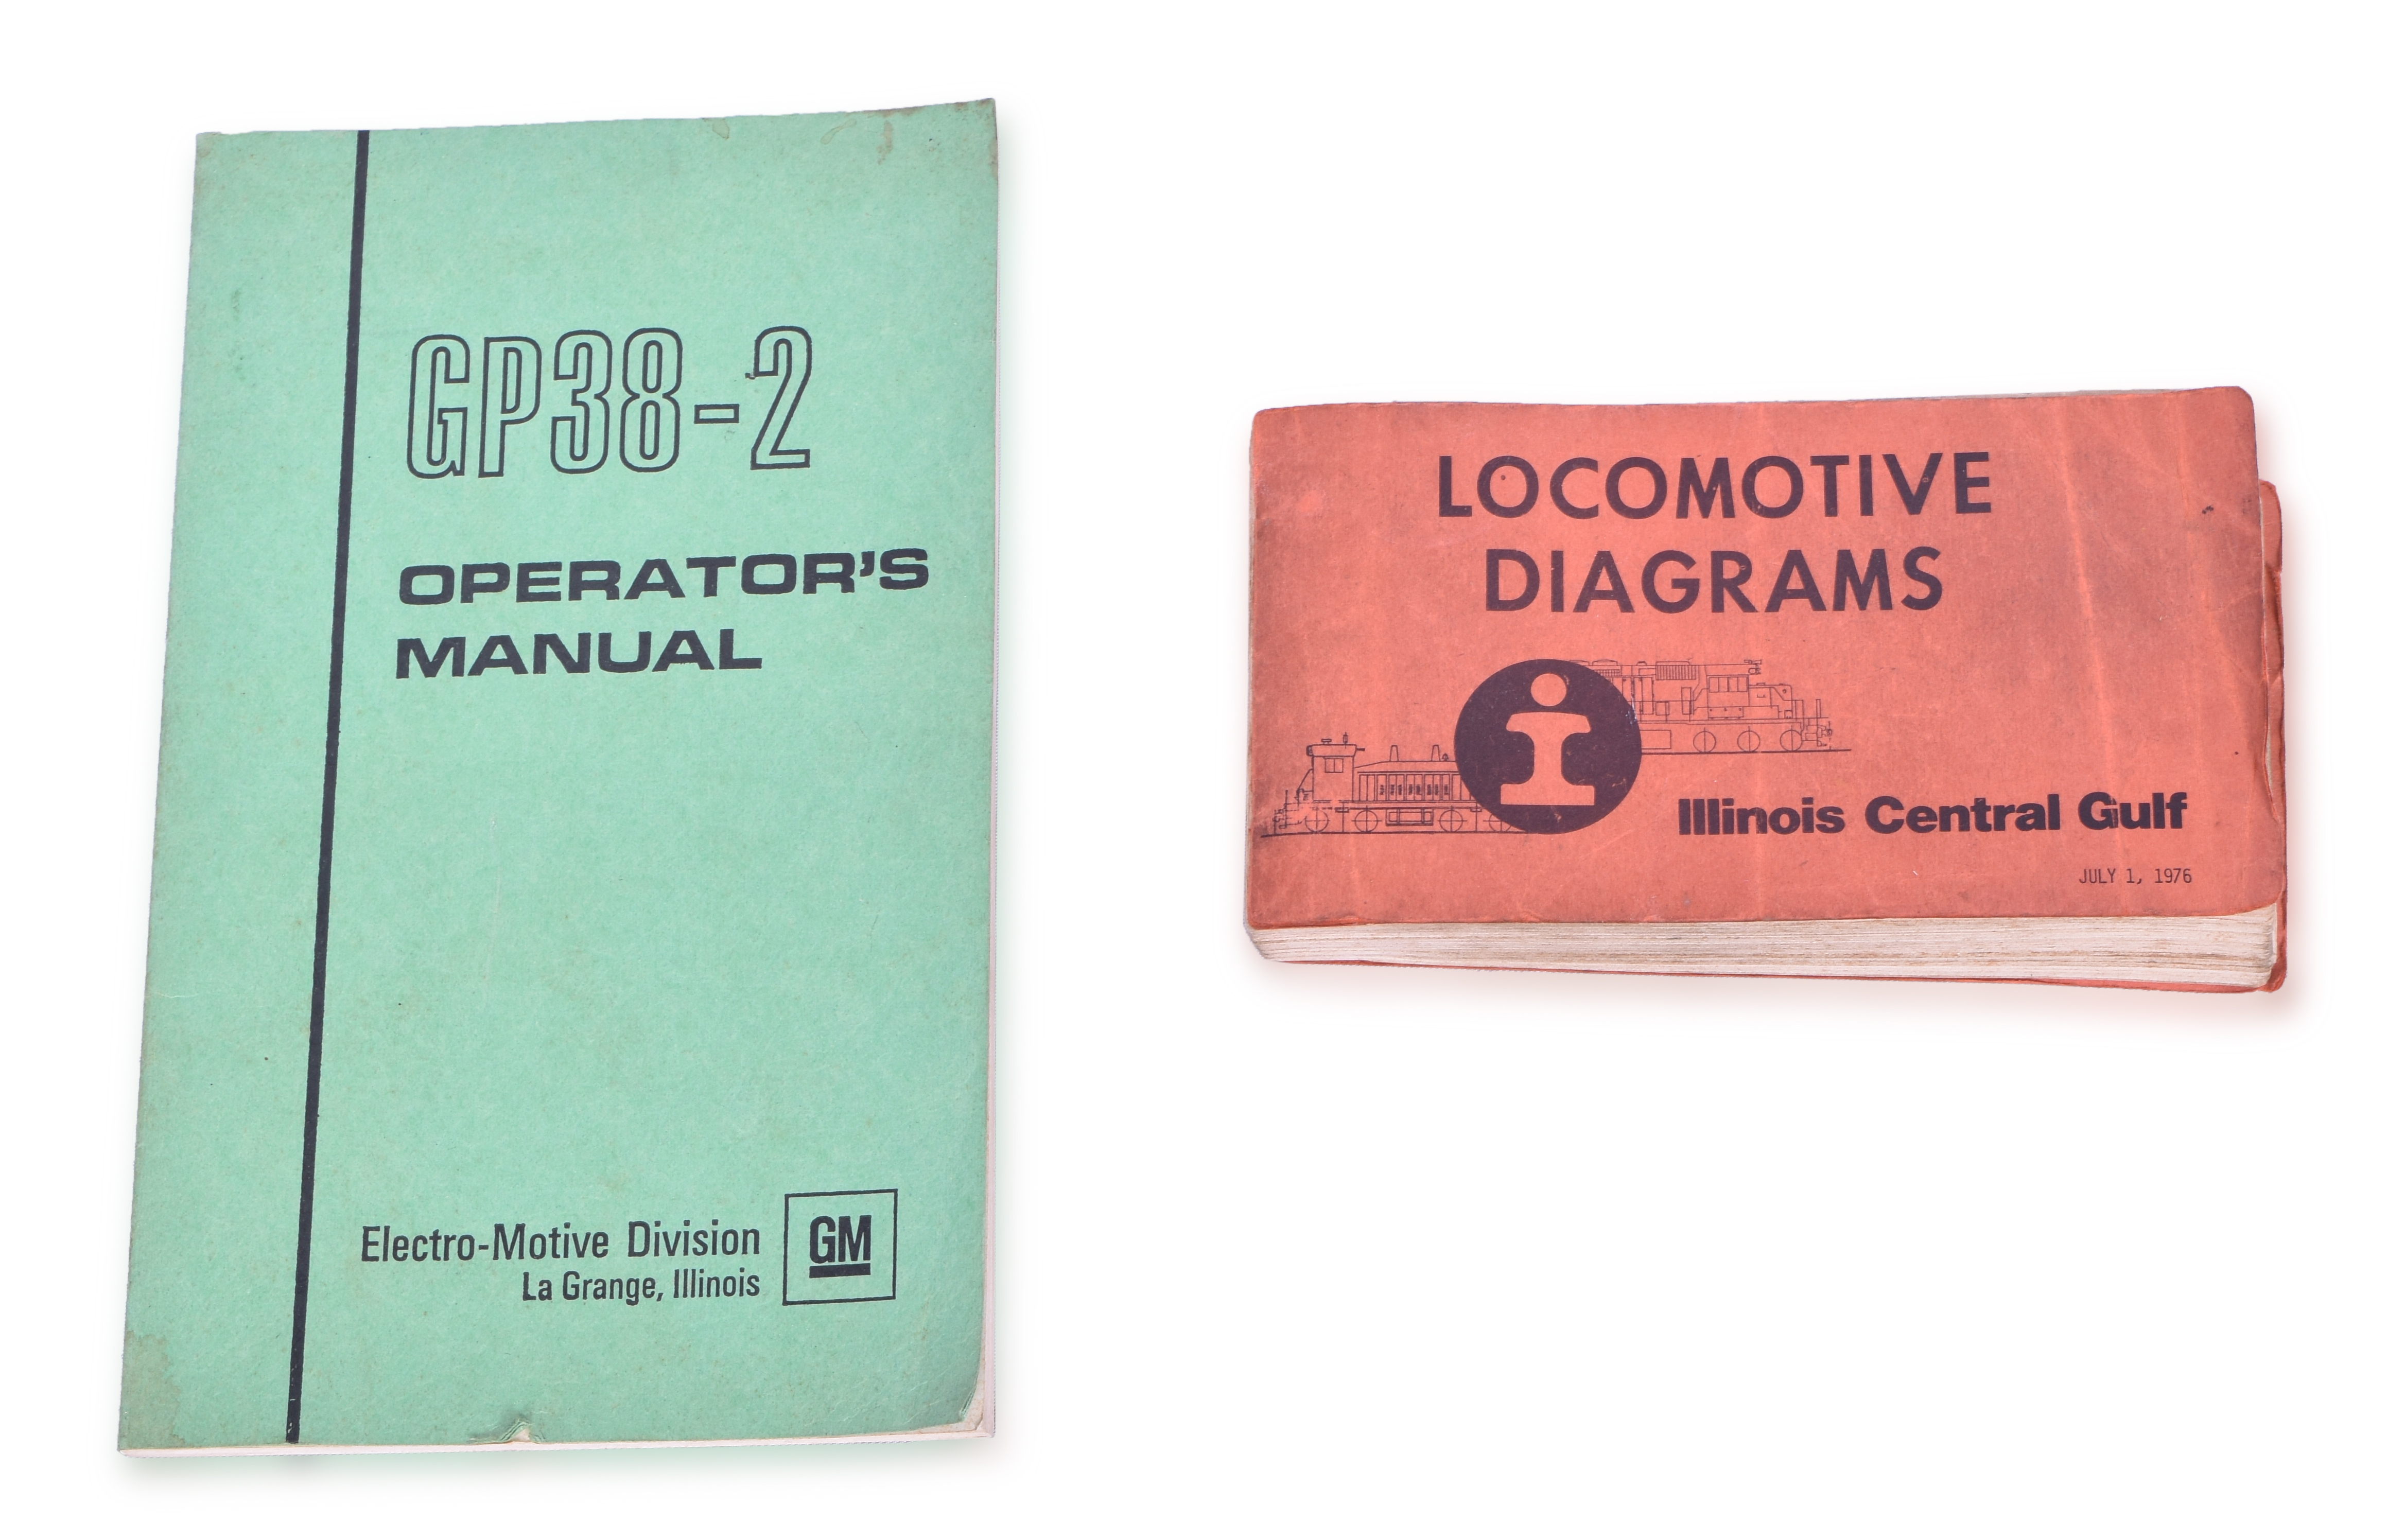 GP38-2
OPERATOR'S
MANUAL
Electro-Motive Division
La Grange, Illinois
GM
LOCOMOTIVE
DIAGRAMS
i
Illinois Central Gulf
JULY 1, 1976